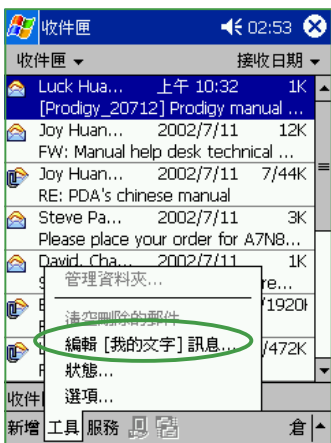 收件匣 02:53
收件匣 接收日期
Luck Hua... 上午 10:32 1K
[Prodigy_20712] Prodigy manual ...
Joy Huan... 2002/7/11 12K
FW: Manual help desk technical ...
Joy Huan... 2002/7/11 7/44K
RE: PDA's chinese manual
Steve Pa... 2002/7/11 3K
Please place your order for A7N8...
David, Cha... 2002/7/11 1K
管理資料夾... re...
清空刪除的郵件
編輯 [我的文字] 訊息... /472K
狀態...
收件 選項...
新增 工具 服務 倉